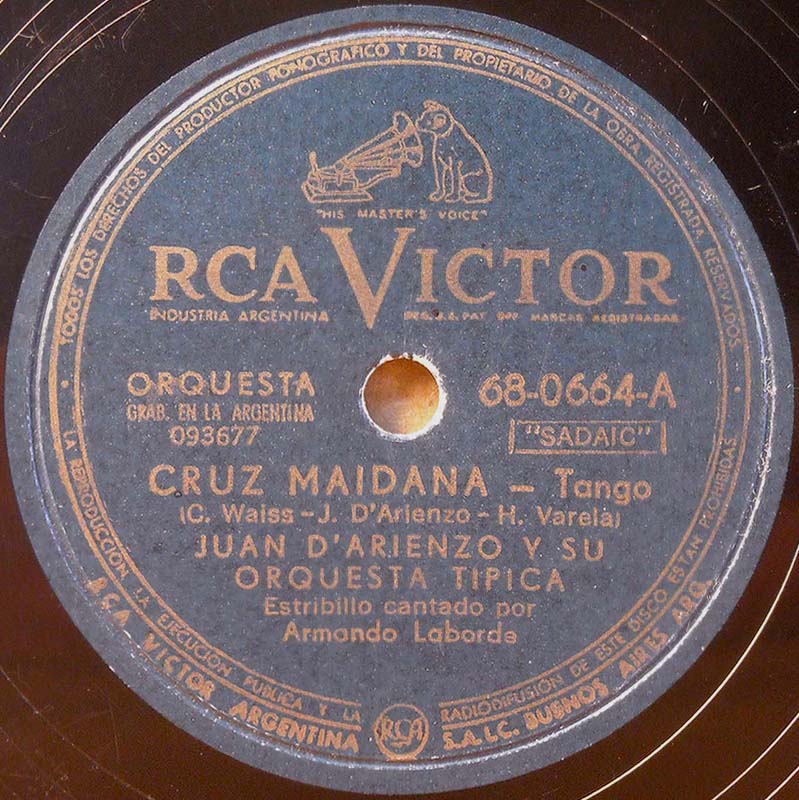 · TODOS LOS DERECHOS DEL PRODUCTOR FONOGRAFICO Y DEL PROPIETARIO DE LA OBRA REGISTRADA RESERVADOS ·
"HIS MASTER'S VOICE"
RCA VICTOR
INDUSTRIA ARGENTINA REG. U.S. PAT. OFF. MARCAS REGISTRADAS
ORQUESTA
GRAB. EN LA ARGENTINA
093677
68-0664-A
"SADAIC"
CRUZ MAIDANA – Tango
(C. Waiss – J. D'Arienzo – H. Varela)
JUAN D'ARIENZO Y SU
ORQUESTA TIPICA
Estribillo cantado por
Armando Laborde
· LA REPRODUCCION, LA EJECUCION PUBLICA Y LA RADIODIFUSION DE ESTE DISCO ESTAN PROHIBIDAS ·
R.C.A. VICTOR ARGENTINA RCA S.A.I.C. BUENOS AIRES ARG.